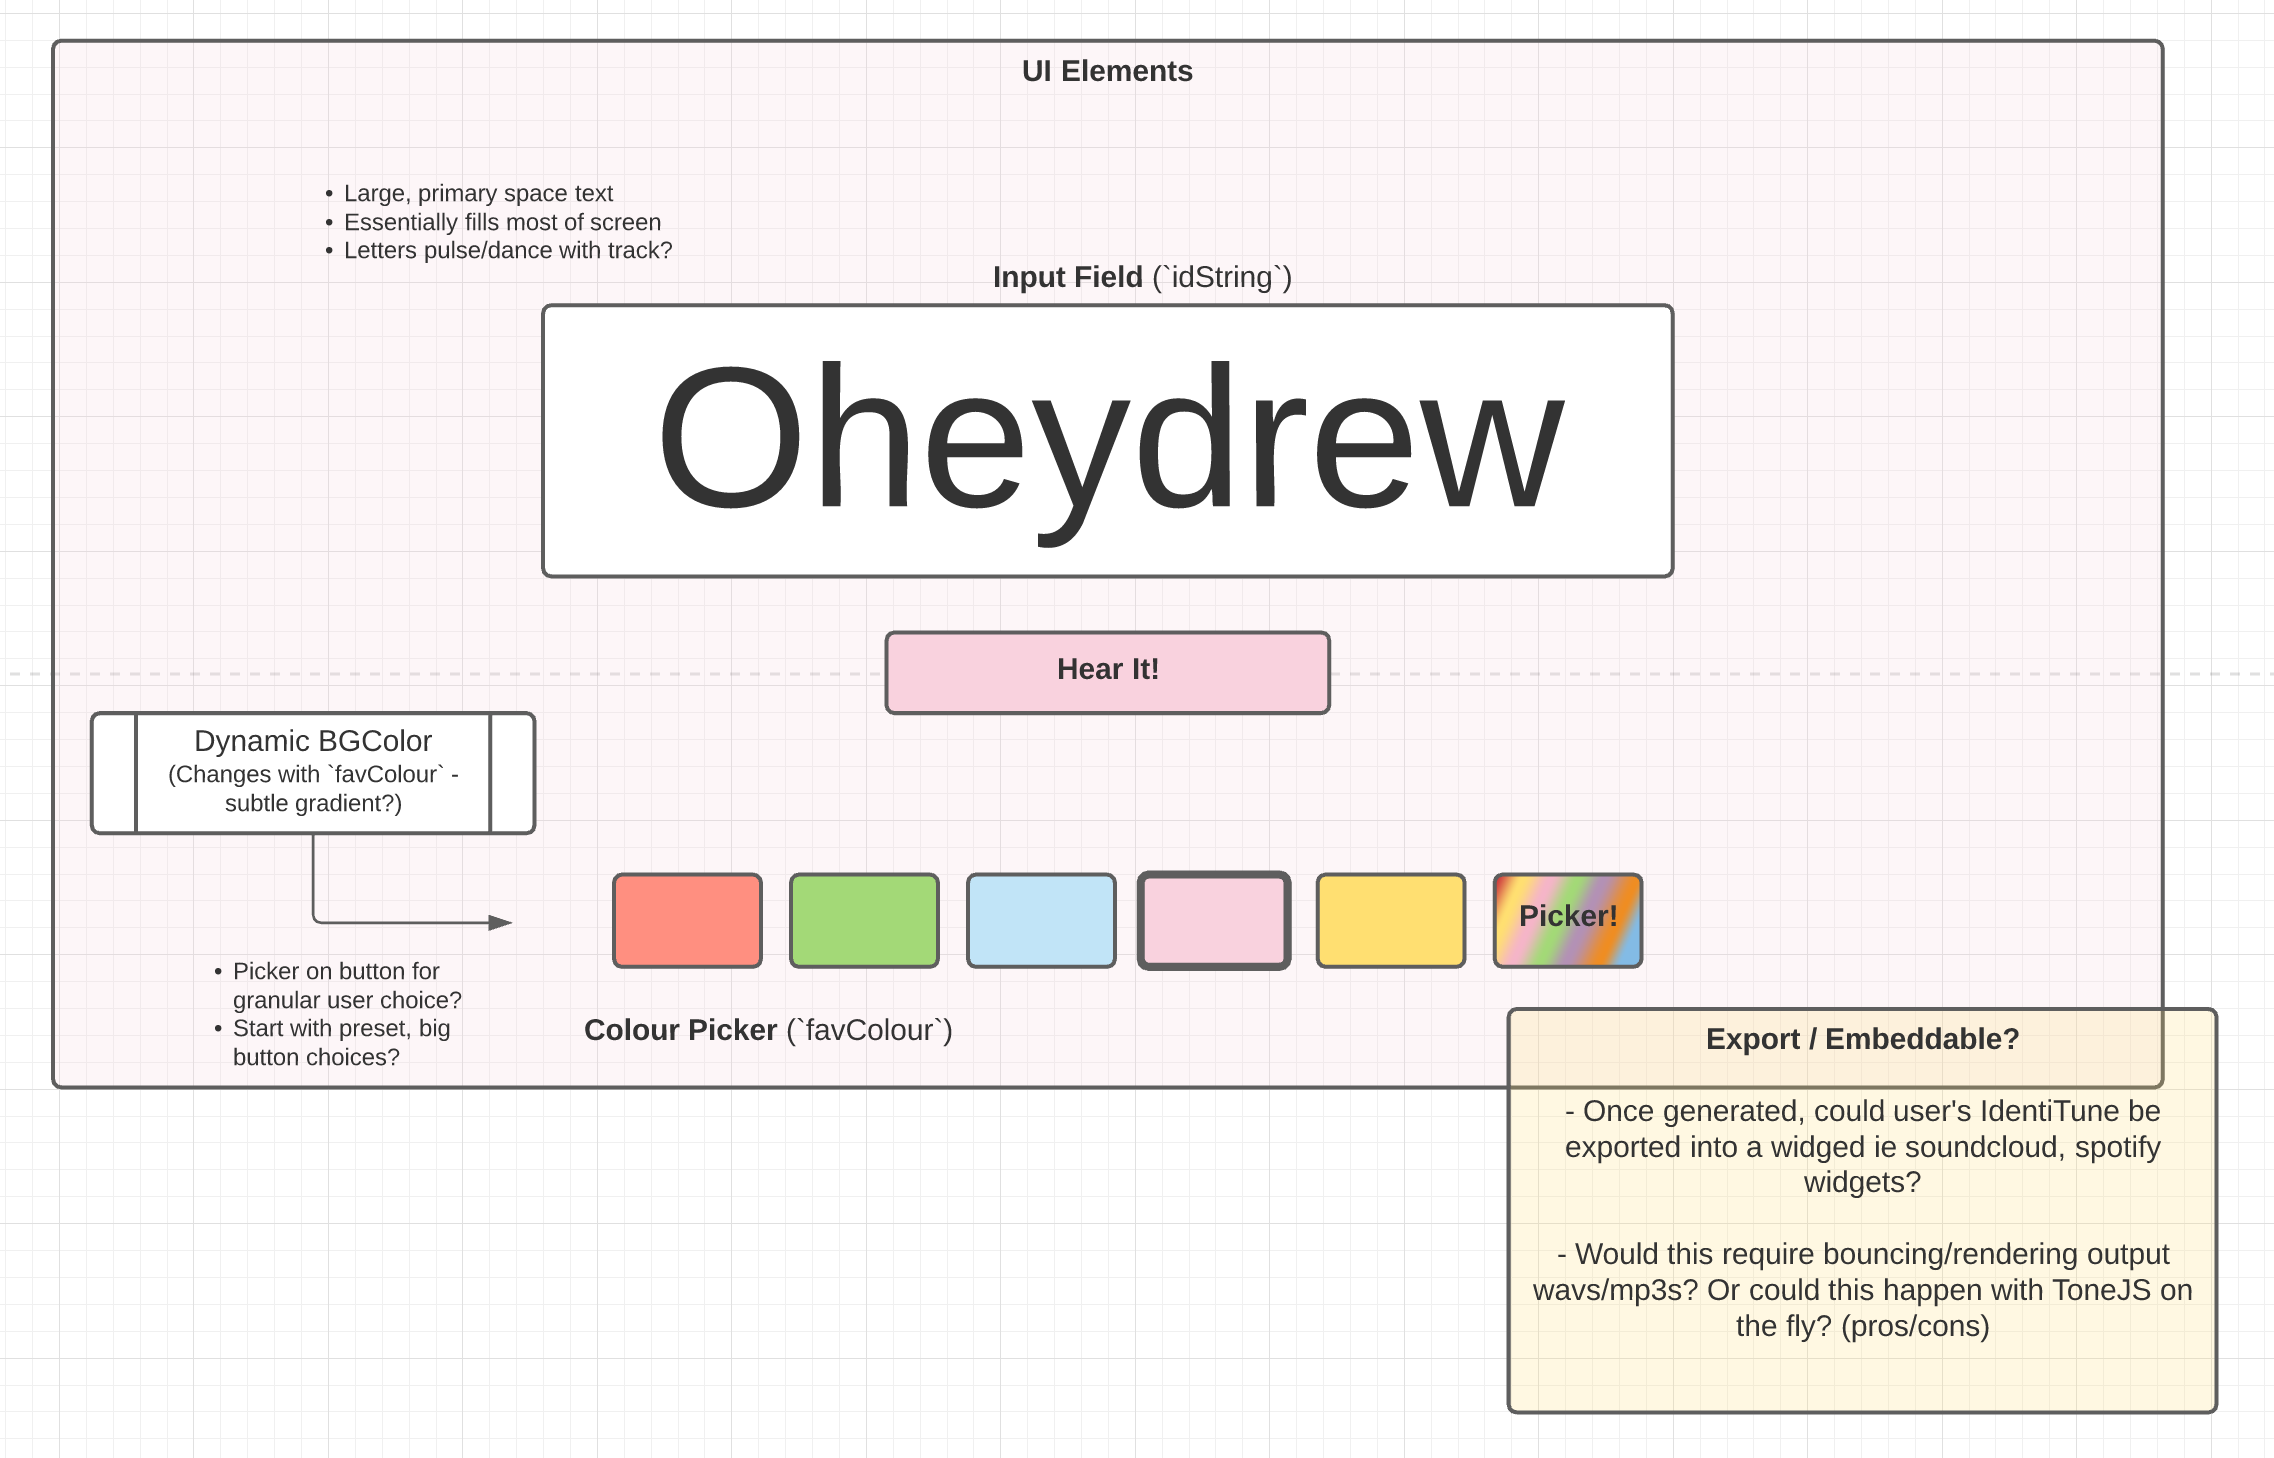 UI Elements
• Large, primary space text
• Essentially fills most of screen
• Letters pulse/dance with track?
Input Field (`idString`)
Oheydrew
Hear It!
Dynamic BGColor
(Changes with `favColour` -
subtle gradient?)
Picker!
• Picker on button for
granular user choice?
• Start with preset, big
button choices?
Colour Picker (`favColour`)
Export / Embeddable?
- Once generated, could user's IdentiTune be
exported into a widged ie soundcloud, spotify
widgets?
- Would this require bouncing/rendering output
wavs/mp3s? Or could this happen with ToneJS on
the fly? (pros/cons)